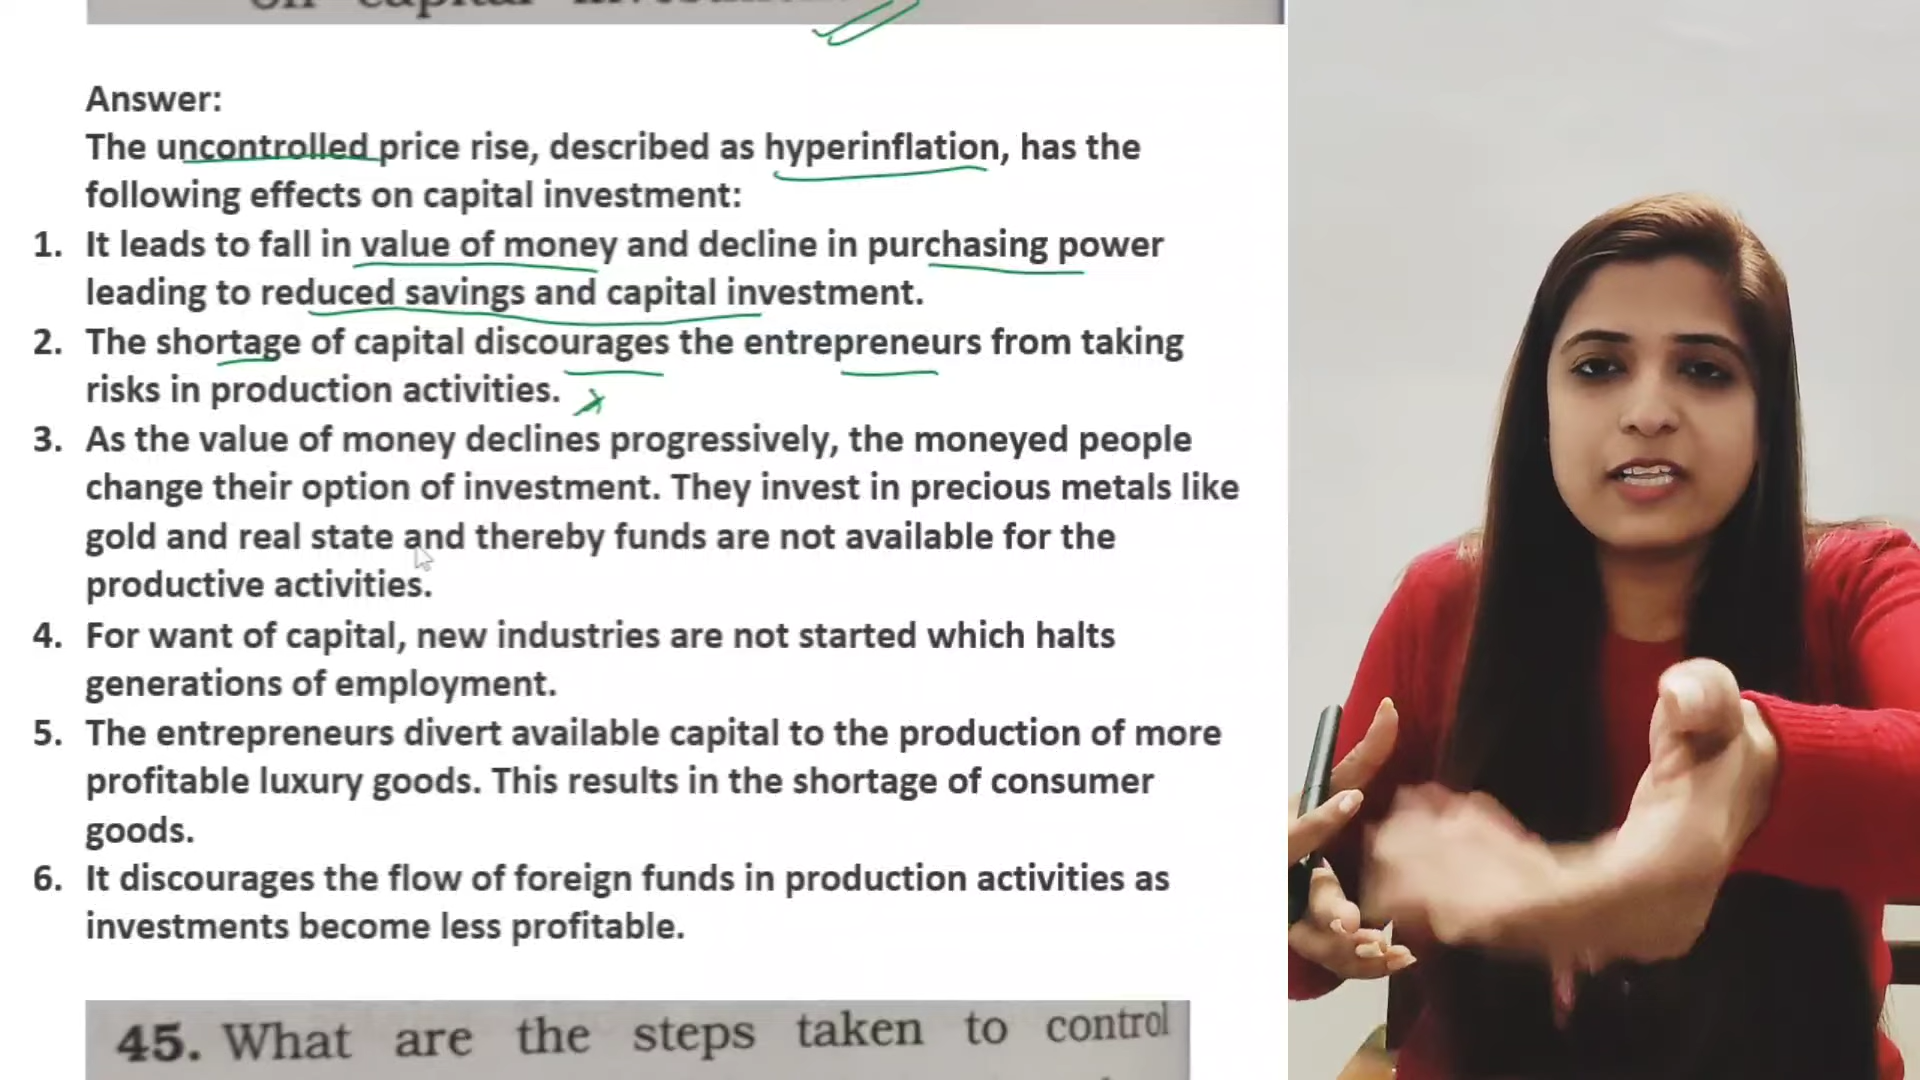 on capital
Answer:
The uncontrolled price rise, described as hyperinflation, has the
following effects on capital investment:
1. It leads to fall in value of money and decline in purchasing power
leading to reduced savings and capital investment.
2. The shortage of capital discourages the entrepreneurs from taking
risks in production activities.
3. As the value of money declines progressively, the moneyed people
change their option of investment. They invest in precious metals like
gold and real state and thereby funds are not available for the
productive activities.
4. For want of capital, new industries are not started which halts
generations of employment.
5. The entrepreneurs divert available capital to the production of more
profitable luxury goods. This results in the shortage of consumer
goods.
6. It discourages the flow of foreign funds in production activities as
investments become less profitable.
45. What are the steps taken to control